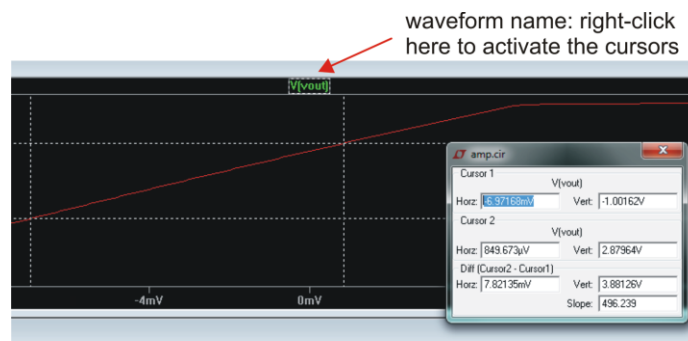 waveform name: right-click
here to activate the cursors
V(vout)
-4mV
0mV
amp.cir
Cursor 1
V(vout)
Horz: -6.97168mV Vert: -1.00162V
Cursor 2
V(vout)
Horz: 849.673µV Vert: 2.87964V
Diff (Cursor2 - Cursor1)
Horz: 7.82135mV Vert: 3.88126V
Slope: 496.239